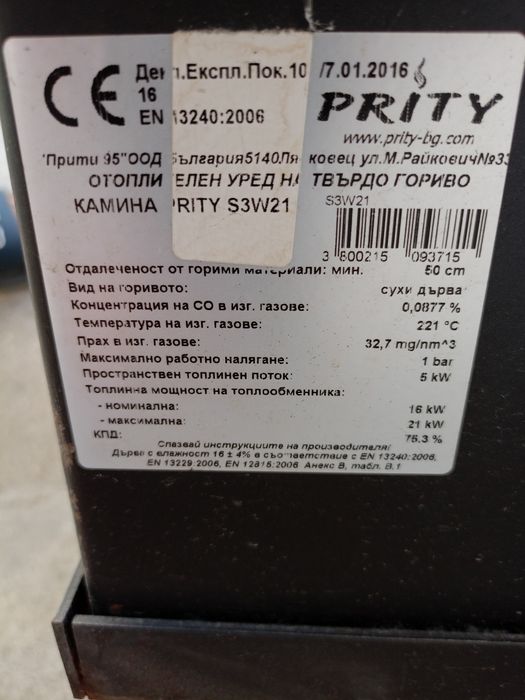 CE Дек л.Експл.Пок.10 /7.01.2016
16
EN 13240:2006
PRITY
www.prity-bg.com
"Прити 95"ООД България5140Ля ковец ул.М.Райкович№33
ОТОПЛИ ТЕЛЕН УРЕД НА ТВЪРДО ГОРИВО
КАМИНА PRITY S3W21
S3W21
3 800215 093715
Отдалеченост от горими материали: мин. 50 cm
Вид на горивото: сухи дърва
Концентрация на CO в изг. газове: 0,0877 %
Температура на изг. газове: 221 °C
Прах в изг. газове: 32,7 mg/nm^3
Максимално работно налягане: 1 bar
Пространствен топлинен поток: 5 kW
Топлинна мощност на топлообменника:
- номинална: 16 kW
- максимална: 21 kW
КПД: 76.3 %
Спазвай инструкциите на производителя!
Дърво с влажност 16 ± 4% в съответствие с EN 13240:2006,
EN 13229:2006, EN 12815:2006 Анекс B, табл. B.1